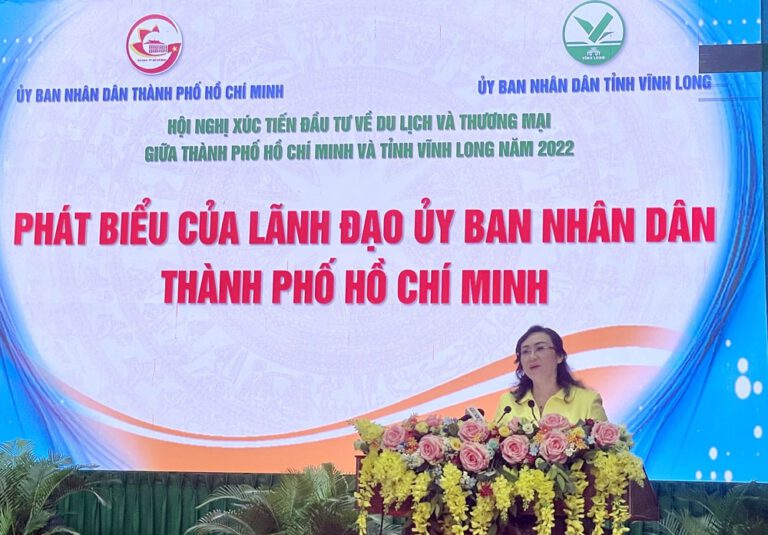 ỦY BAN NHÂN DÂN THÀNH PHỐ HỒ CHÍ MINH
VĨNH LONG
ỦY BAN NHÂN DÂN TỈNH VĨNH LONG
HỘI NGHỊ XÚC TIẾN ĐẦU TƯ VỀ DU LỊCH VÀ THƯƠNG MẠI
GIỮA THÀNH PHỐ HỒ CHÍ MINH VÀ TỈNH VĨNH LONG NĂM 2022
PHÁT BIỂU CỦA LÃNH ĐẠO ỦY BAN NHÂN DÂN
THÀNH PHỐ HỒ CHÍ MINH